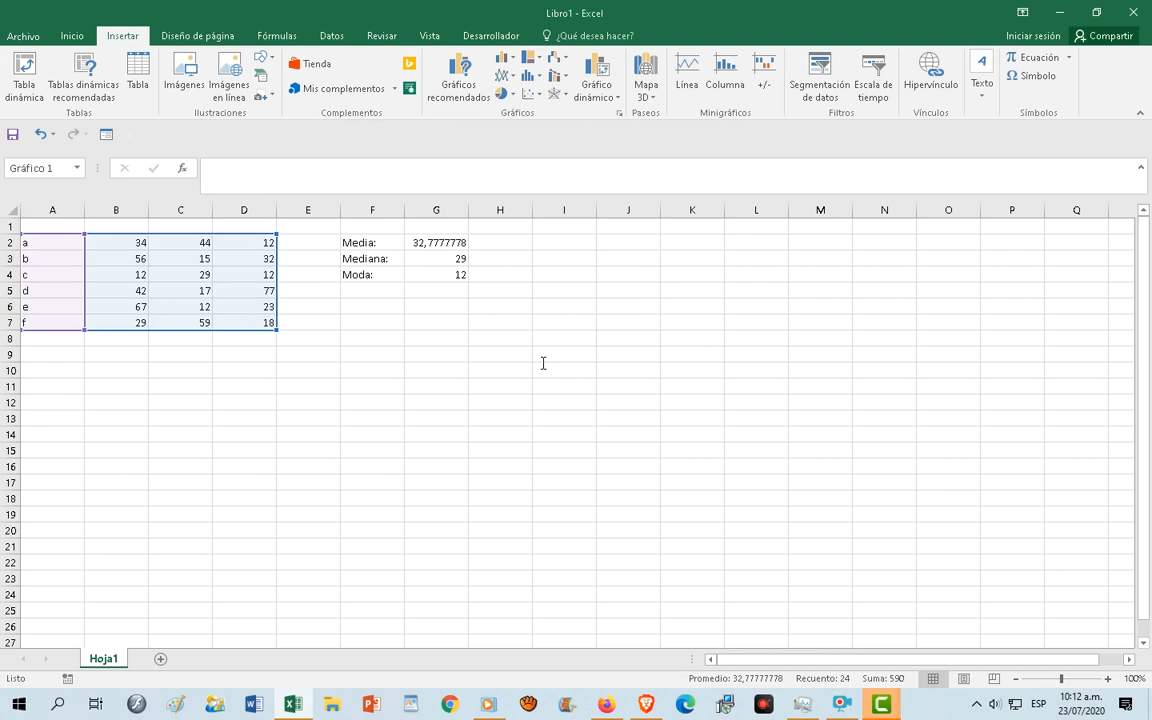 Libro1 - Excel
Archivo Inicio Insertar Diseño de página Fórmulas Datos Revisar Vista Desarrollador ¿Qué desea hacer? Iniciar sesión Compartir
Tabla dinámica
Tablas dinámicas recomendadas
Tabla
Imágenes
Imágenes en línea
Tienda
Mis complementos
Gráficos recomendados
Gráfico dinámico
Mapa 3D
Línea
Columna
+/-
Segmentación de datos
Escala de tiempo
Hipervínculo
Texto
Ecuación
Símbolo
Tablas Ilustraciones Complementos Gráficos Paseos Minigráficos Filtros Vínculos Símbolos
Gráfico 1 fx
A B C D E F G H I J K L M N O P Q
1
2 a 34 44 12 Media: 32,7777778
3 b 56 15 32 Mediana: 29
4 c 12 29 12 Moda: 12
5 d 42 17 77
6 e 67 12 23
7 f 29 59 18
8
9
10
11
12
13
14
15
16
17
18
19
20
21
22
23
24
25
26
27
Hoja1
Listo Promedio: 32,77777778 Recuento: 24 Suma: 590 100%
ESP 10:12 a.m.
23/07/2020